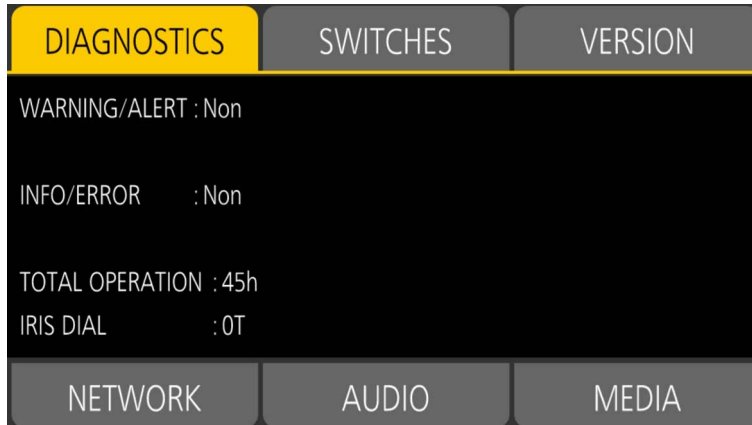 DIAGNOSTICS SWITCHES VERSION
WARNING/ALERT : Non
INFO/ERROR : Non
TOTAL OPERATION : 45h
IRIS DIAL : 0T
NETWORK AUDIO MEDIA